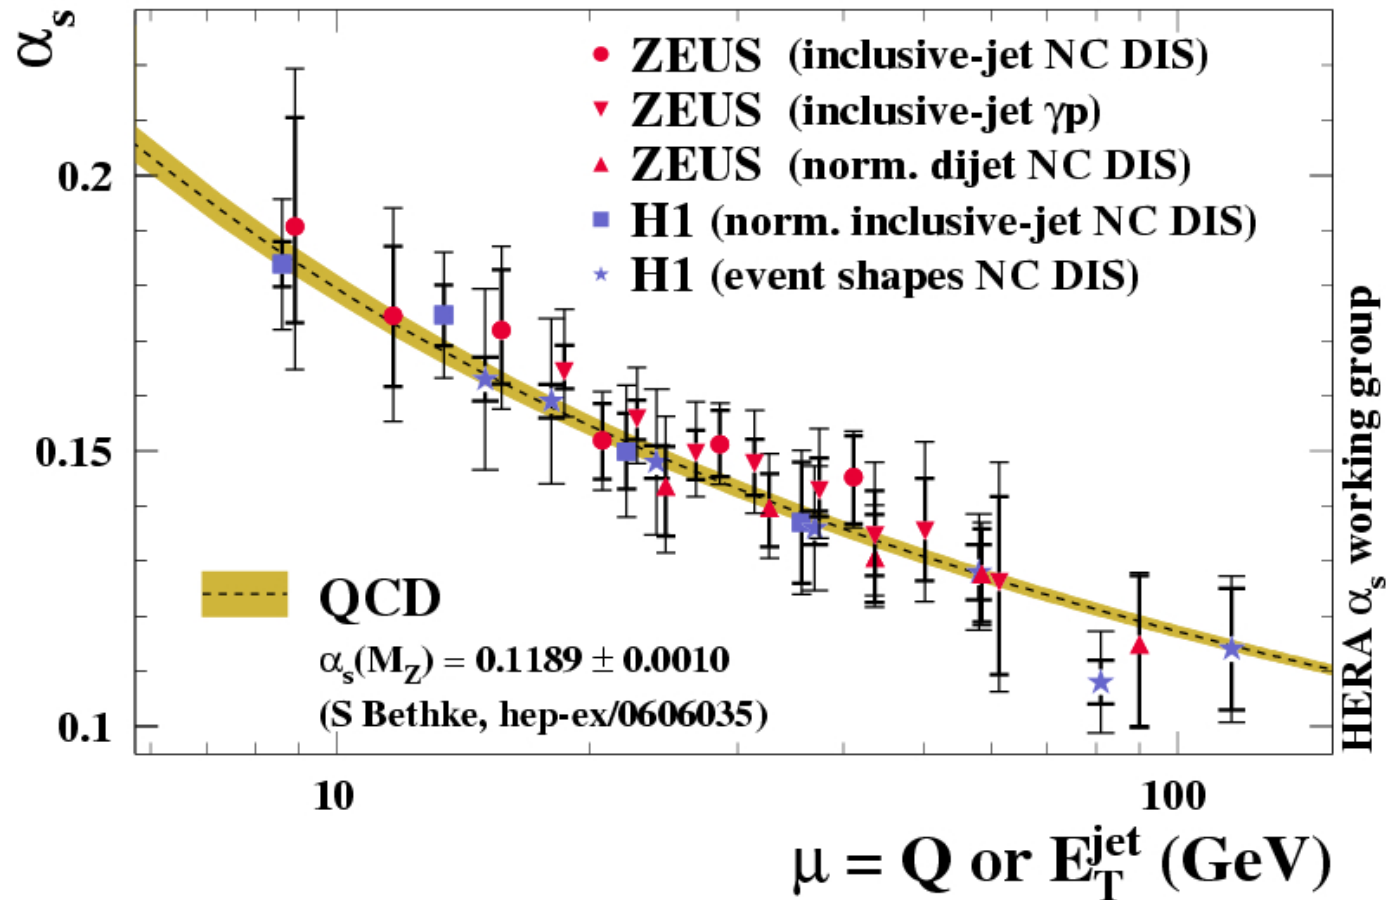 αs
ZEUS (inclusive-jet NC DIS)
ZEUS (inclusive-jet γp)
ZEUS (norm. dijet NC DIS)
H1 (norm. inclusive-jet NC DIS)
H1 (event shapes NC DIS)
0.2
0.15
0.1
QCD
αs(MZ) = 0.1189 ± 0.0010
(S Bethke, hep-ex/0606035)
HERA αs working group
10
100
μ = Q or ETjet (GeV)